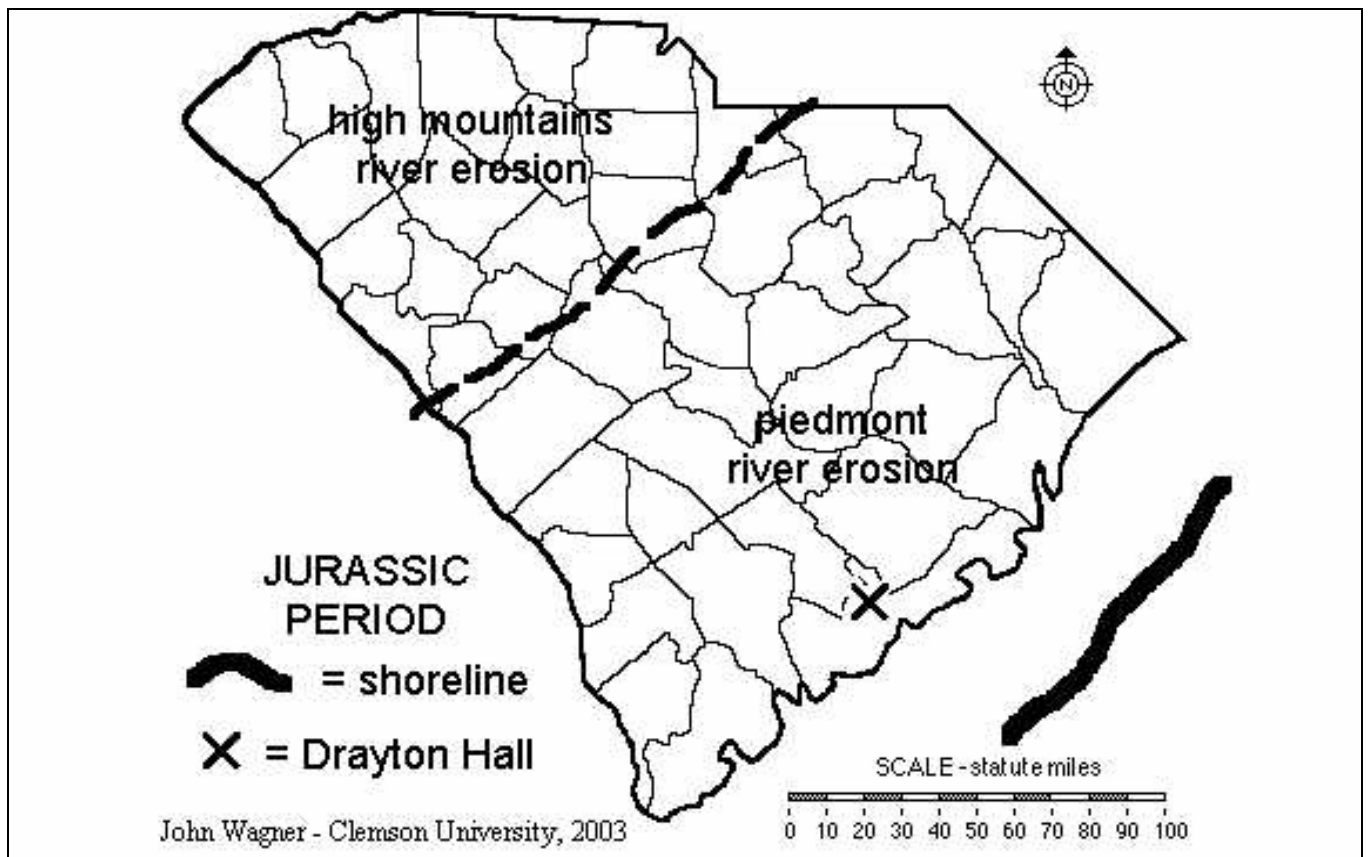 N
high mountains
river erosion
piedmont
river erosion
JURASSIC
PERIOD
= shoreline
= Drayton Hall
SCALE - statute miles
0 10 20 30 40 50 60 70 80 90 100
John Wagner - Clemson University, 2003